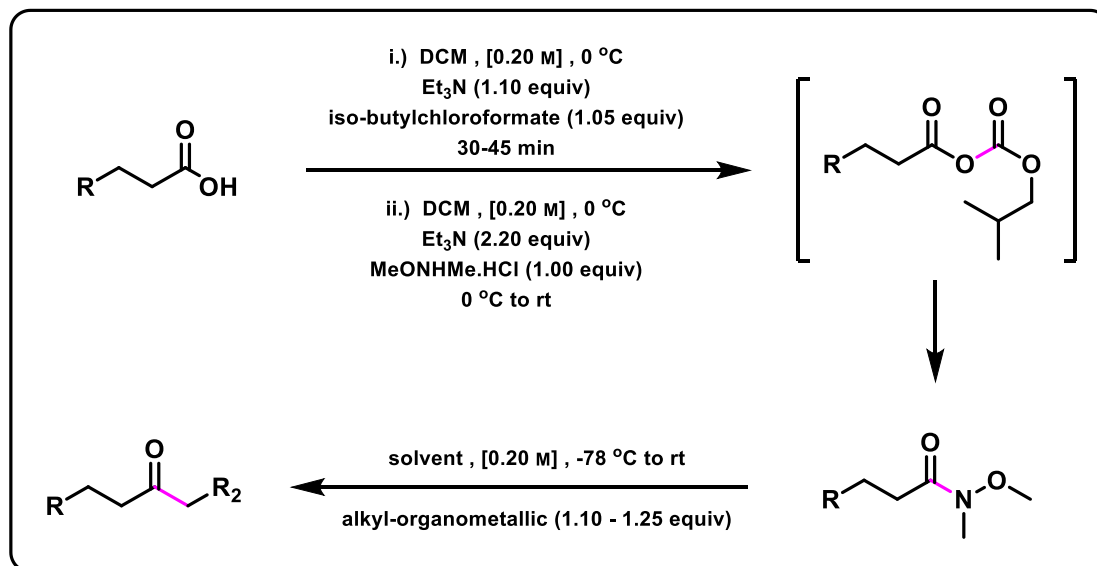 i.) DCM , [0.20 M] , 0 °C
Et₃N (1.10 equiv)
iso-butylchloroformate (1.05 equiv)
30-45 min
ii.) DCM , [0.20 M] , 0 °C
Et₃N (2.20 equiv)
MeONHMe.HCl (1.00 equiv)
0 °C to rt
R
O
OH
R
O
O
O
O
R
O
R₂
solvent , [0.20 M] , -78 °C to rt
alkyl-organometallic (1.10 - 1.25 equiv)
R
O
N
O